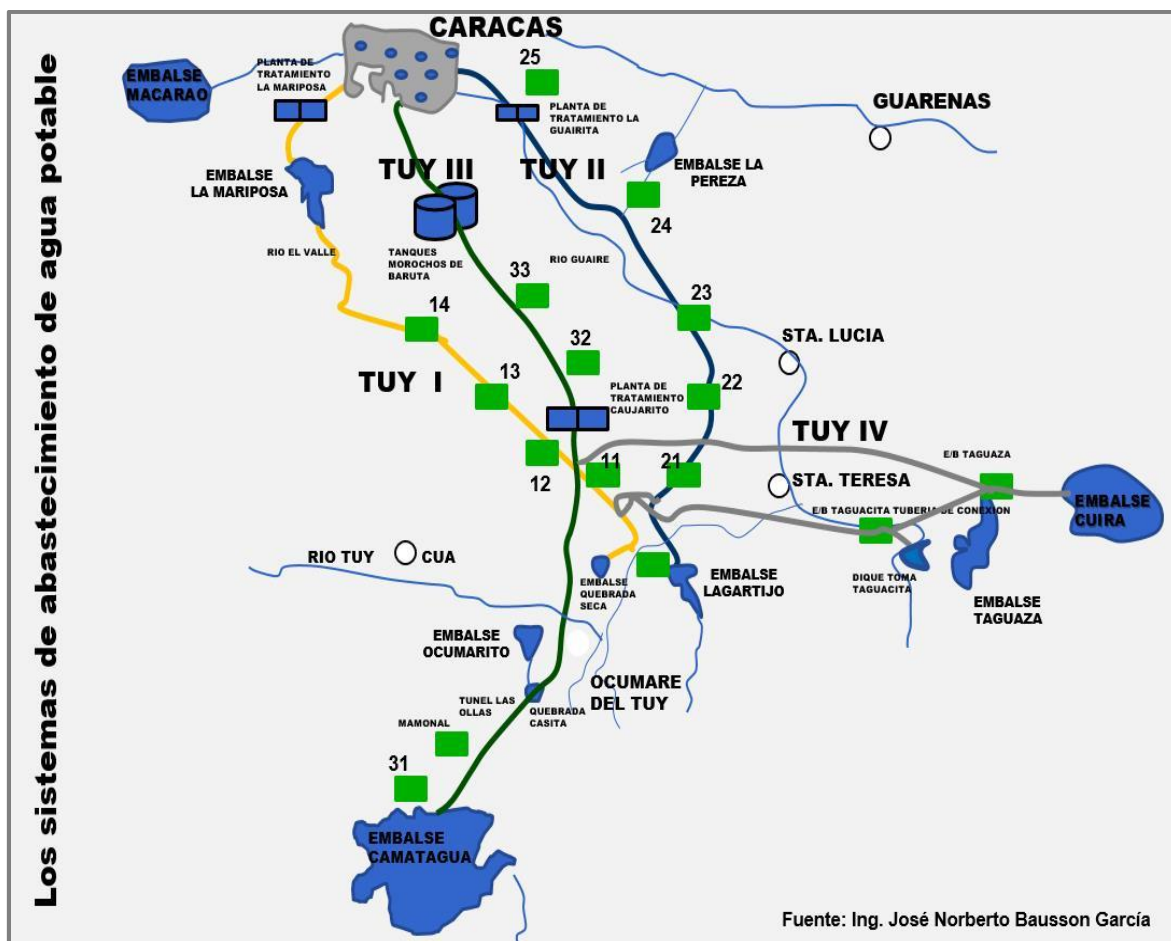 Los sistemas de abastecimiento de agua potable
CARACAS
25
PLANTA DE
TRATAMIENTO
LA MARIPOSA
EMBALSE
MACARAO
PLANTA DE
TRATAMIENTO LA
GUAIRITA
GUARENAS
EMBALSE
LA MARIPOSA
TUY III
TUY II
EMBALSE LA
PEREZA
24
RIO EL VALLE
TANQUES
MOROCHOS DE
BARUTA
RIO GUAIRE
33
23
14
32
STA. LUCIA
TUY I
13
PLANTA DE
TRATAMIENTO
CAUJARITO
22
TUY IV
12
11
21
STA. TERESA
E/B TAGUAZA
E/B TAGUACITA TUBERIA DE CONEXION
EMBALSE
CUIRA
RIO TUY
CUA
EMBALSE
QUEBRADA
SECA
EMBALSE
LAGARTIJO
DIQUE TOMA
TAGUACITA
EMBALSE
TAGUAZA
EMBALSE
OCUMARITO
OCUMARE
DEL TUY
TUNEL LAS
OLLAS
QUEBRADA
CASITA
MAMONAL
31
EMBALSE
CAMATAGUA
Fuente: Ing. José Norberto Bausson García